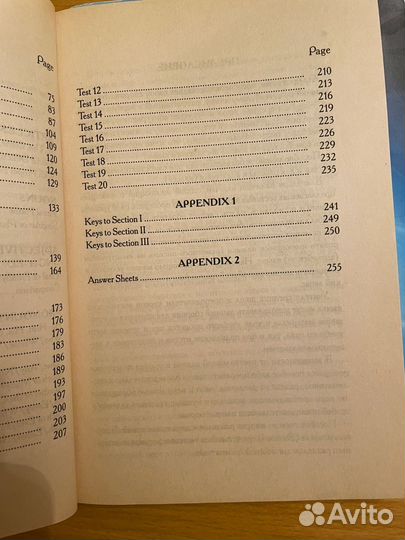 Page
75
83
87
104
109
120
124
129
133
139
164
173
176
179
183
186
189
193
197
200
203
207
Page
Test 12 210
Test 13 213
Test 14 216
Test 15 219
Test 16 223
Test 17 226
Test 18 229
Test 19 232
Test 20 235
APPENDIX 1
Keys to Section I 241
Keys to Section II 249
Keys to Section III 250
APPENDIX 2
Answer Sheets 255
Avito